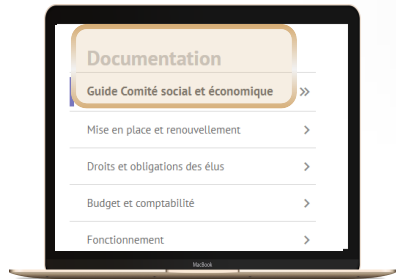 Documentation
Guide Comité social et économique
Mise en place et renouvellement
Droits et obligations des élus
Budget et comptabilité
Fonctionnement
MacBook